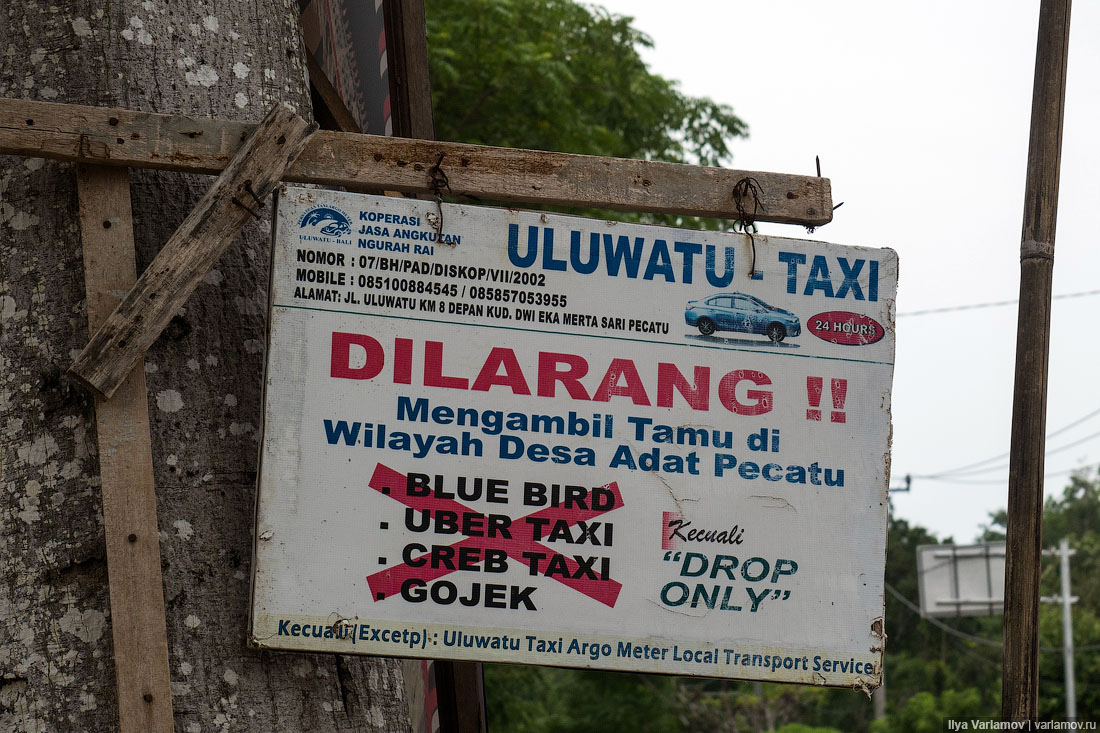 ULUWATU - BALI
KOPERASI
JASA ANGKUTAN
NGURAH RAI
ULUWATU - TAXI
NOMOR : 07/BH/PAD/DISKOP/VII/2002
MOBILE : 085100884545 / 085857053955
ALAMAT: JL. ULUWATU KM 8 DEPAN KUD. DWI EKA MERTA SARI PECATU
24 HOURS
DILARANG !!
Mengambil Tamu di
Wilayah Desa Adat Pecatu
. BLUE BIRD
. UBER TAXI
. CREB TAXI
. GOJEK
Kecuali
“DROP
ONLY”
Kecuali (Excetp) : Uluwatu Taxi Argo Meter Local Transport Service
Ilya Varlamov | varlamov.ru